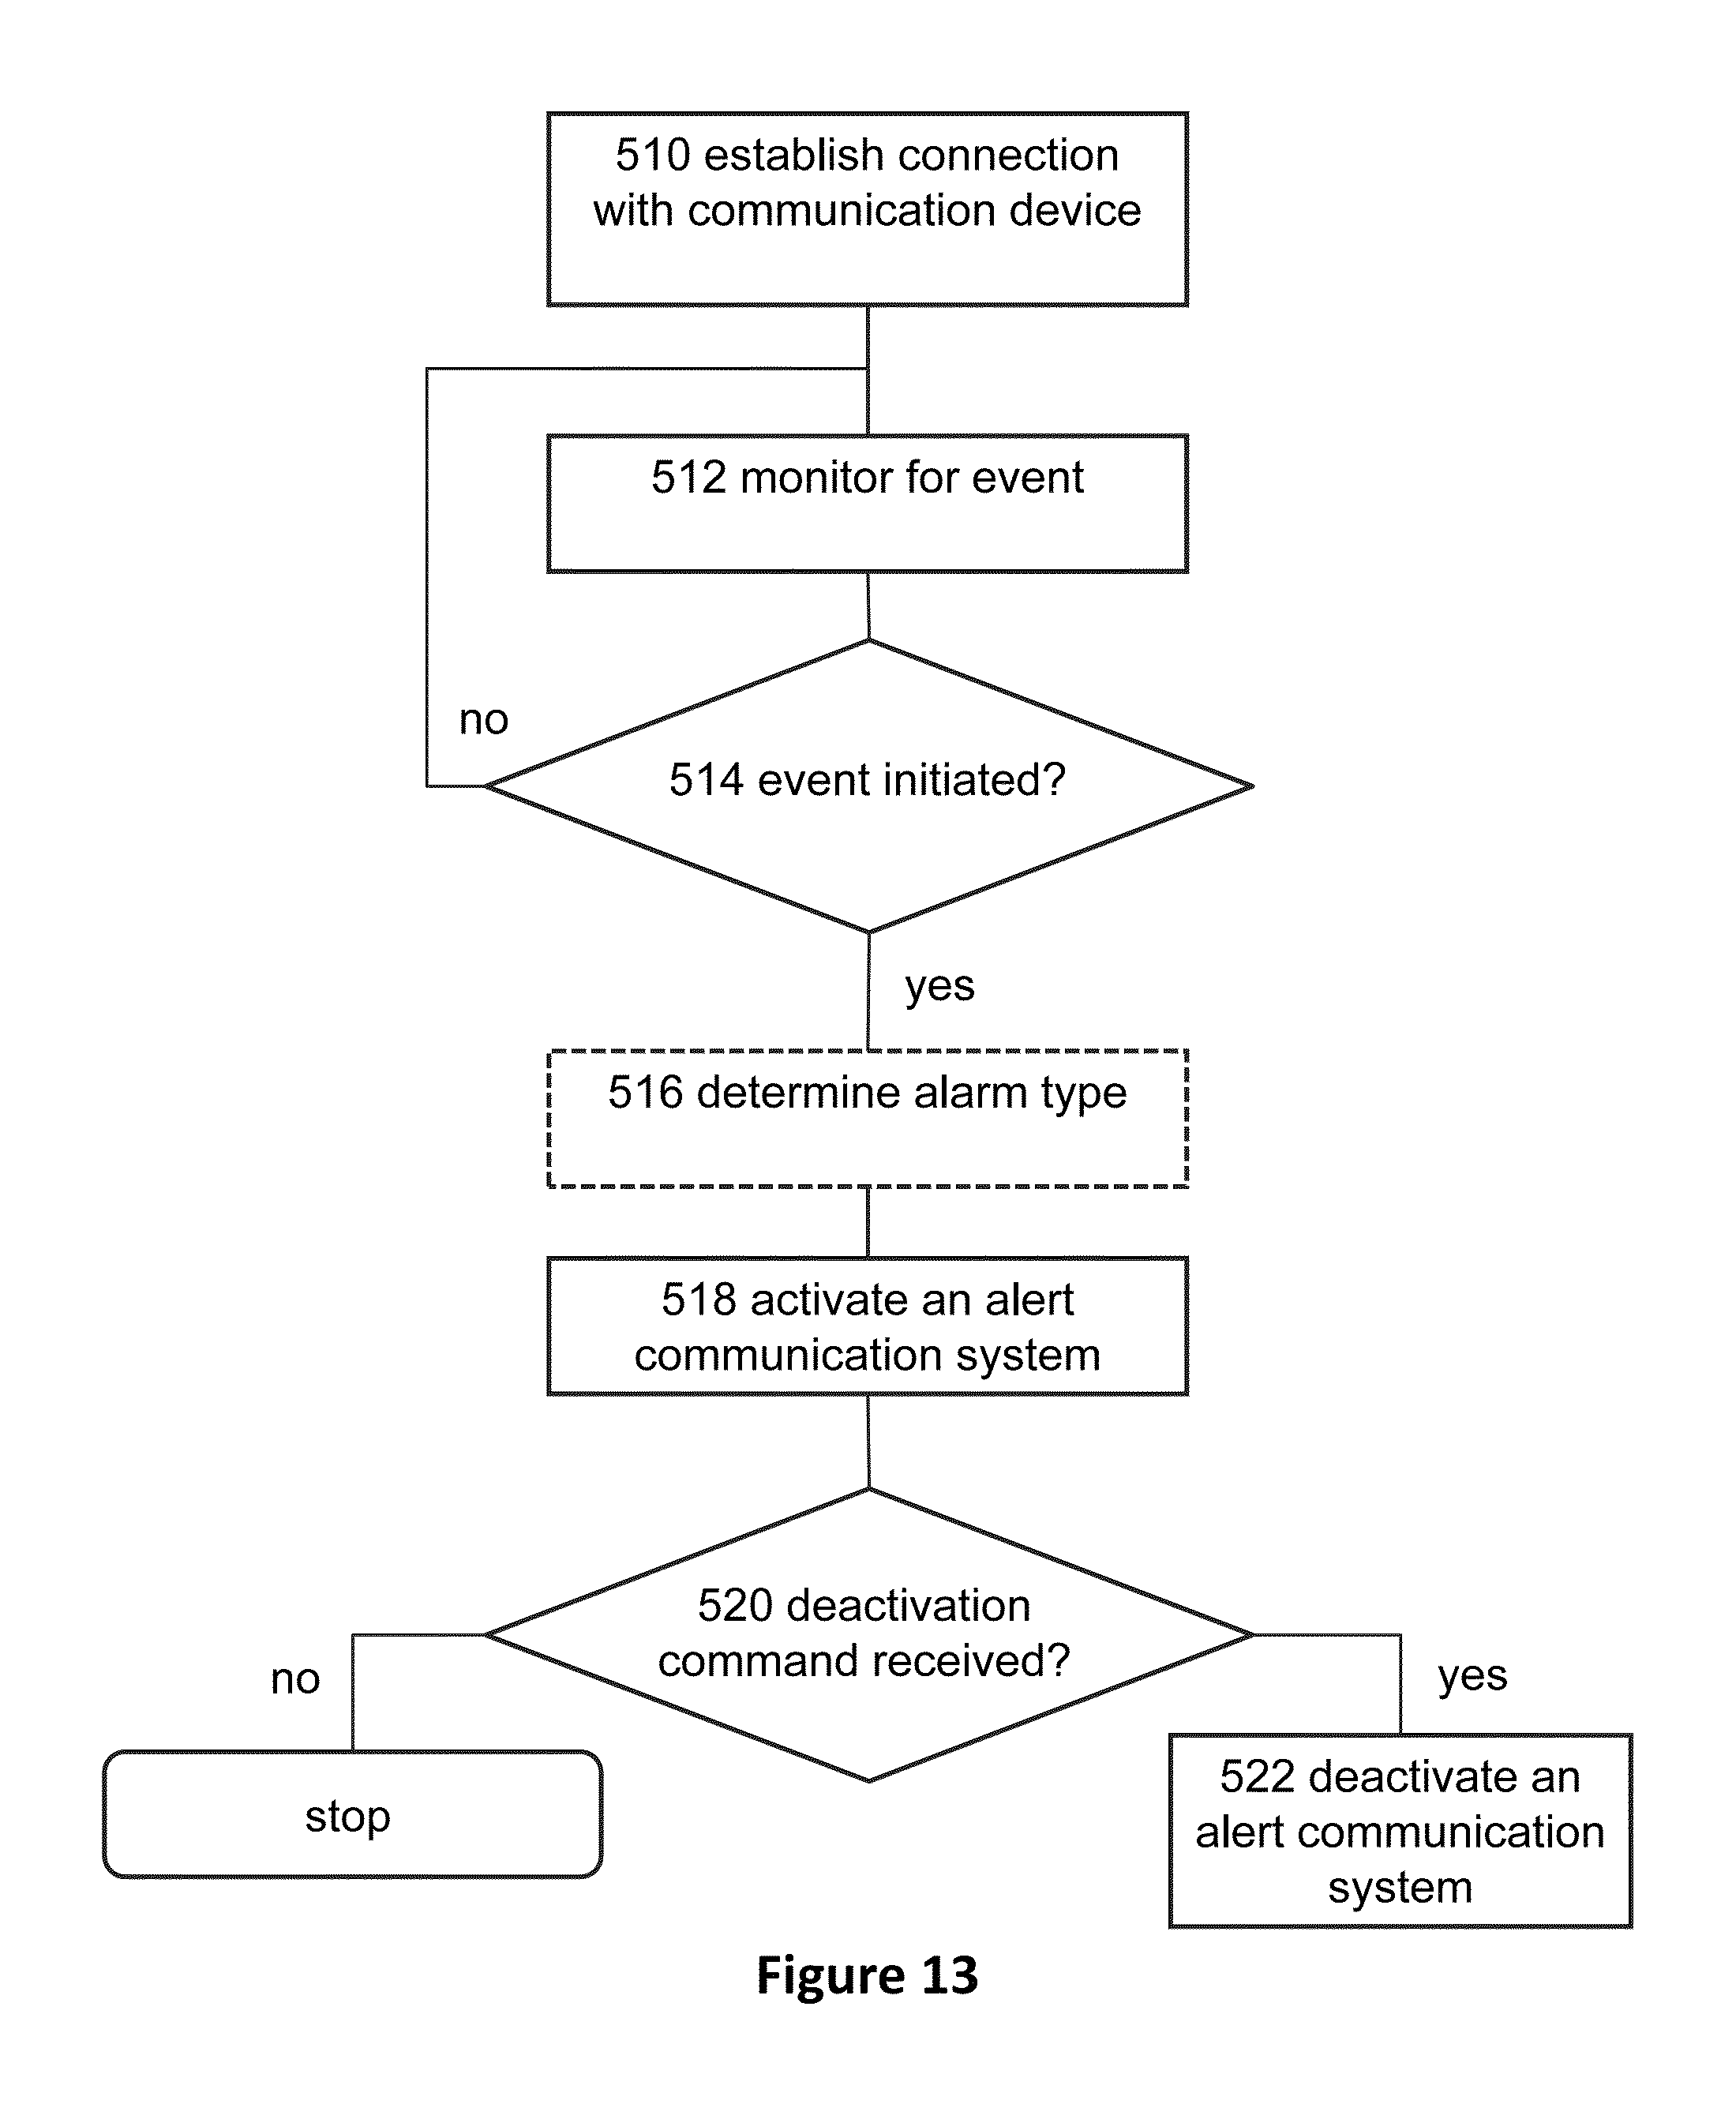 510 establish connection
with communication device
512 monitor for event
no
514 event initiated?
yes
516 determine alarm type
518 activate an alert
communication system
520 deactivation
command received?
no
yes
stop
522 deactivate an
alert communication
system
Figure 13